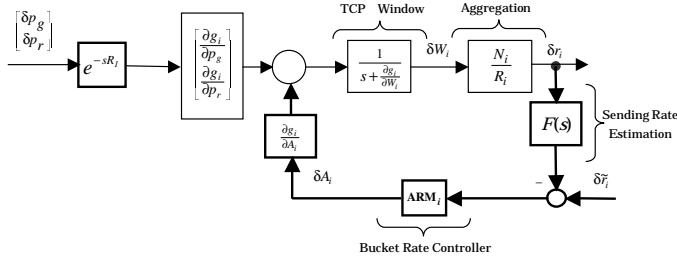 TCP Window
Aggregation
[δp_g
δp_r]
e^{-sR_I}
[∂g_i/∂p_g
∂g_i/∂p_r]
1/(s + ∂g_i/∂W_i)
δW_i
N_i/R_i
δr_i
F(s)
Sending Rate
Estimation
∂g_i/∂A_i
δA_i
ARM_i
−
δr̃_i
Bucket Rate Controller